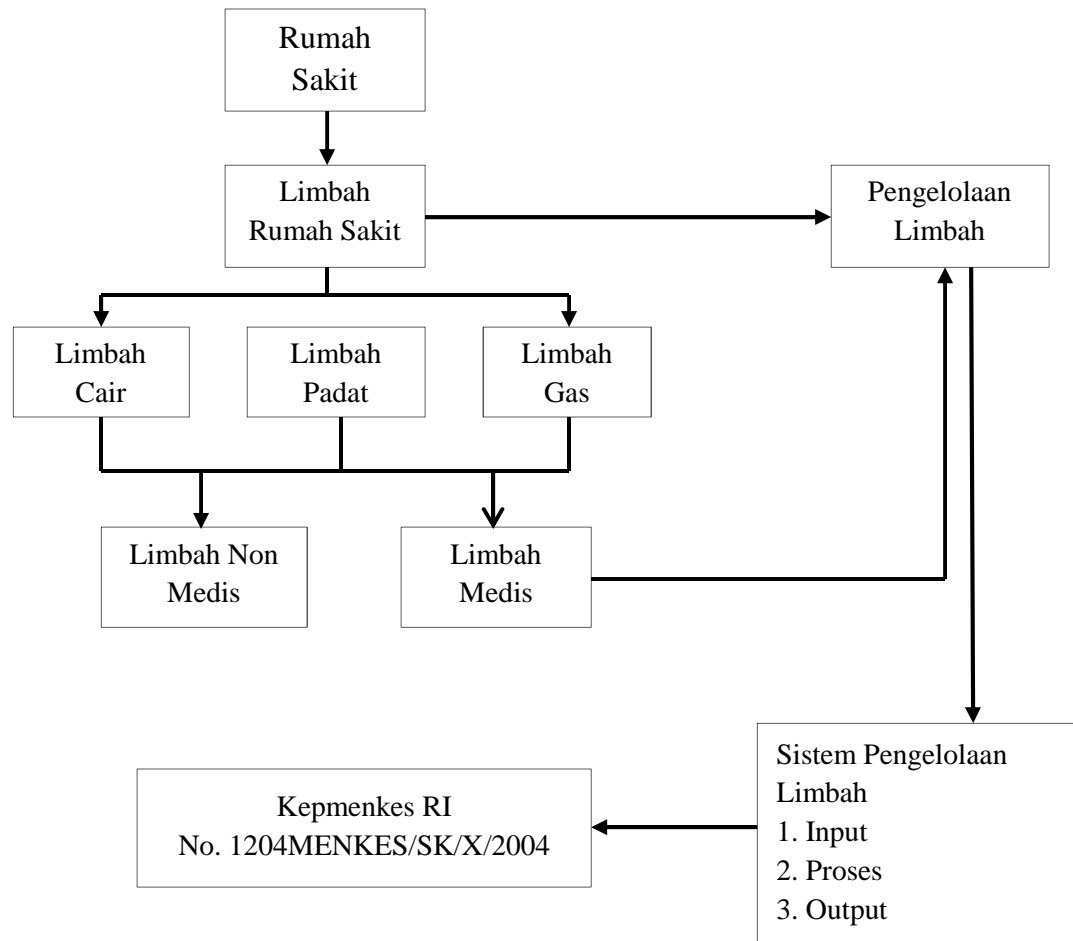 Rumah
Sakit
Limbah
Rumah Sakit
Pengelolaan
Limbah
Limbah
Cair
Limbah
Padat
Limbah
Gas
Limbah Non
Medis
Limbah
Medis
Sistem Pengelolaan
Limbah
1. Input
2. Proses
3. Output
Kepmenkes RI
No. 1204MENKES/SK/X/2004